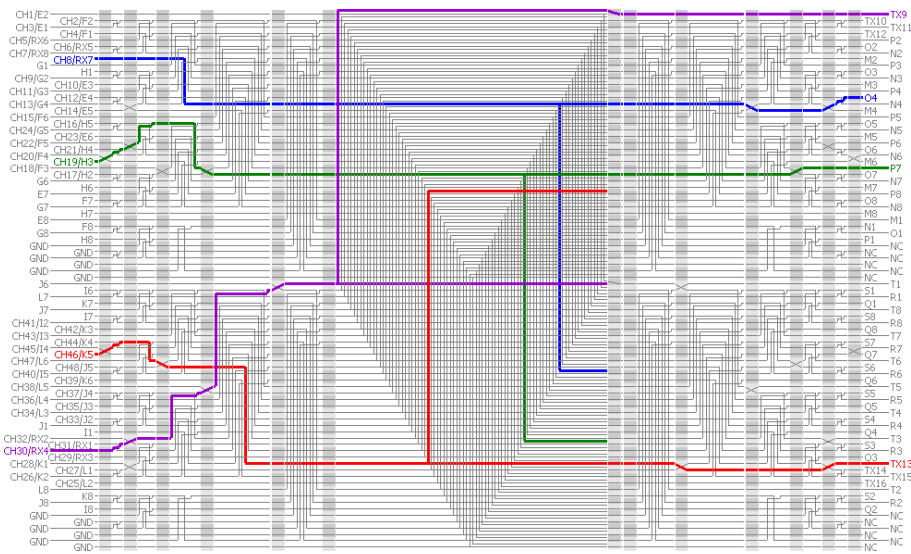 CH1/E2
CH2/F2
CH3/E1
CH4/F1
CH5/RX6
CH6/RX5
CH7/RX8
CH8/RX7
G1
H1
CH9/G2
CH10/E3
CH11/G3
CH12/E4
CH13/G4
CH14/E5
CH15/F6
CH16/H5
CH24/G5
CH23/E6
CH22/F5
CH21/H4
CH20/F4
CH19/H3
CH18/F3
CH17/H2
G6
H6
E7
F7
G7
H7
E8
F8
G8
H8
GND
GND
GND
GND
GND
GND
J6
I6
L7
K7
J7
I7
CH41/I2
CH42/K3
CH43/I3
CH44/K4
CH45/I4
CH46/K5
CH47/L6
CH48/J5
CH40/I5
CH39/K6
CH38/L5
CH37/J4
CH36/L4
CH35/J3
CH34/L3
CH33/J2
J1
I1
CH32/RX2
CH31/RX1
CH30/RX4
CH29/RX3
CH28/K1
CH27/L1
CH26/K2
CH25/L2
L8
K8
J8
I8
GND
GND
GND
GND
GND
GND
TX9
TX10
TX11
TX12
P2
O2
N2
M2
P3
O3
N3
M3
P4
O4
N4
M4
P5
O5
N5
M5
P6
O6
N6
M6
P7
O7
N7
M7
P8
O8
N8
M8
M1
N1
O1
P1
NC
NC
NC
NC
NC
NC
T1
S1
R1
Q1
T8
S8
R8
Q8
T7
S7
R7
Q7
T6
S6
R6
Q6
T5
S5
R5
Q5
T4
S4
R4
Q4
T3
S3
R3
Q3
TX13
TX14
TX15
TX16
T2
S2
R2
Q2
NC
NC
NC
NC
NC
NC